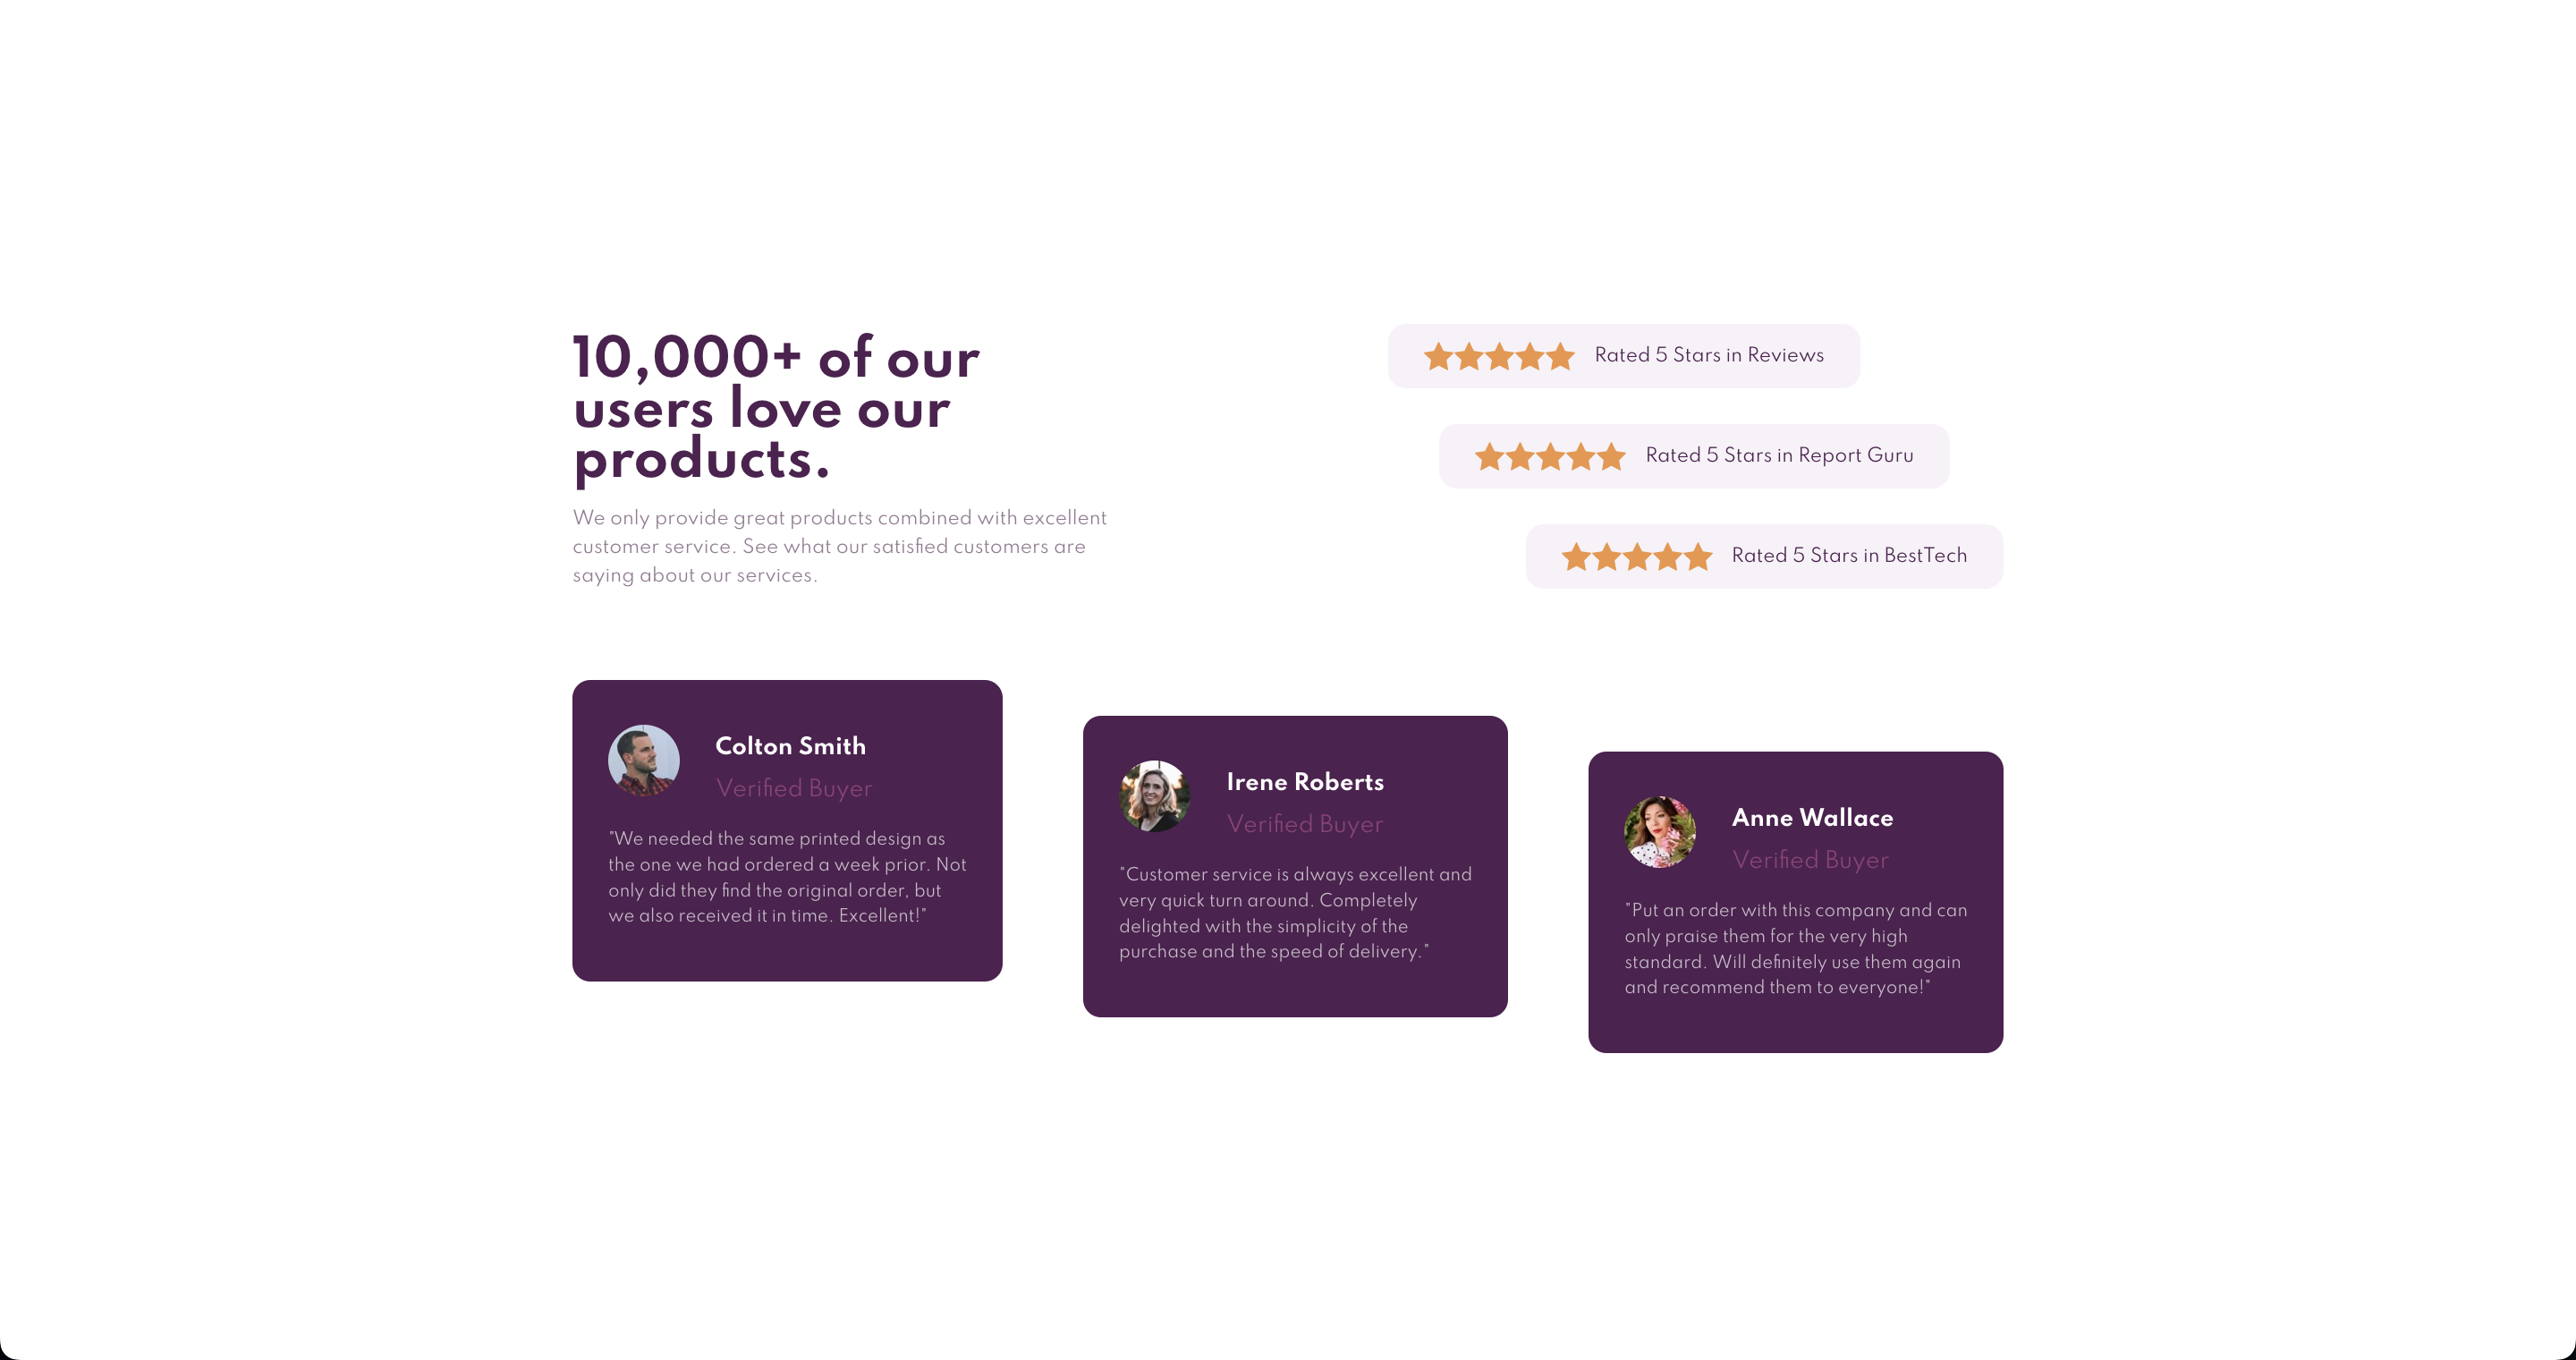 10,000+ of our
users love our
products.
We only provide great products combined with excellent
customer service. See what our satisfied customers are
saying about our services.
Rated 5 Stars in Reviews
Rated 5 Stars in Report Guru
Rated 5 Stars in BestTech
Colton Smith
Verified Buyer
"We needed the same printed design as
the one we had ordered a week prior. Not
only did they find the original order, but
we also received it in time. Excellent!"
Irene Roberts
Verified Buyer
"Customer service is always excellent and
very quick turn around. Completely
delighted with the simplicity of the
purchase and the speed of delivery."
Anne Wallace
Verified Buyer
"Put an order with this company and can
only praise them for the very high
standard. Will definitely use them again
and recommend them to everyone!"